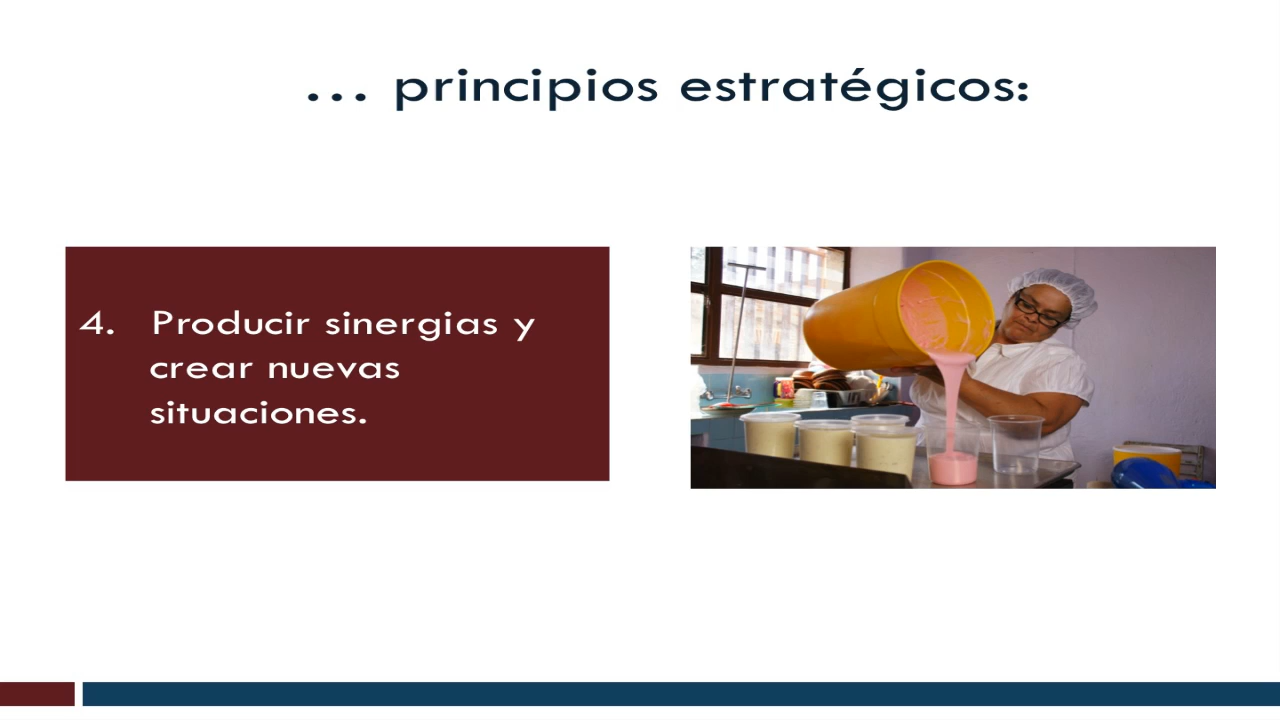 … principios estratégicos:
4. Producir sinergias y
crear nuevas
situaciones.